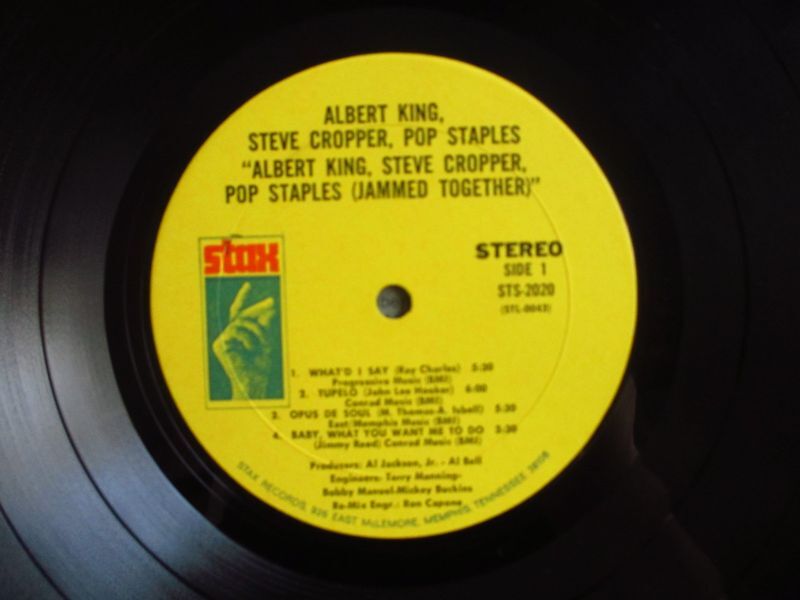 ALBERT KING,
STEVE CROPPER, POP STAPLES
"ALBERT KING, STEVE CROPPER,
POP STAPLES (JAMMED TOGETHER)"
stax
STEREO
SIDE 1
STS-2020
(STL-0043)
1. WHAT'D I SAY (Ray Charles) 5:30
Progressive Music (BMI)
2. TUPELO (John Lee Hooker) 6:00
Conrad Music (BMI)
3. OPUS DE SOUL (M. Thomas-A. Isbell) 5:30
East/Memphis Music (BMI)
4. BABY, WHAT YOU WANT ME TO DO 3:30
(Jimmy Reed) Conrad Music (BMI)
Producers: Al Jackson, Jr. - Al Bell
Engineers: Terry Manning-
Bobby Manuel-Mickey Buckins
Re-Mix Engr.: Ron Capone
STAX RECORDS, 926 EAST McLEMORE, MEMPHIS, TENNESSEE 38106